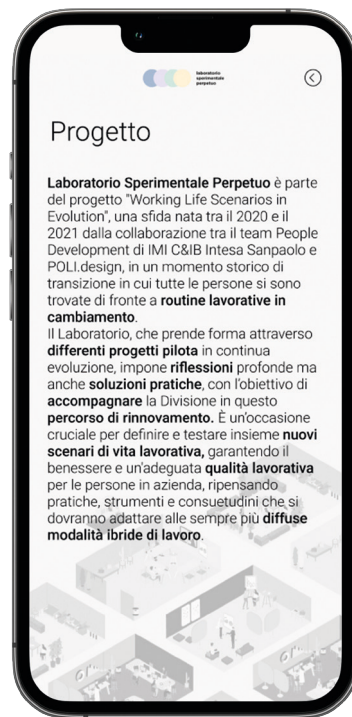 laboratorio
sperimentale
perpetuo
Progetto
Laboratorio Sperimentale Perpetuo è parte
del progetto "Working Life Scenarios in
Evolution", una sfida nata tra il 2020 e il
2021 dalla collaborazione tra il team People
Development di IMI C&IB Intesa Sanpaolo e
POLI.design, in un momento storico di
transizione in cui tutte le persone si sono
trovate di fronte a routine lavorative in
cambiamento.
Il Laboratorio, che prende forma attraverso
differenti progetti pilota in continua
evoluzione, impone riflessioni profonde ma
anche soluzioni pratiche, con l'obiettivo di
accompagnare la Divisione in questo
percorso di rinnovamento. È un'occasione
cruciale per definire e testare insieme nuovi
scenari di vita lavorativa, garantendo il
benessere e un'adeguata qualità lavorativa
per le persone in azienda, ripensando
pratiche, strumenti e consuetudini che si
dovranno adattare alle sempre più diffuse
modalità ibride di lavoro.